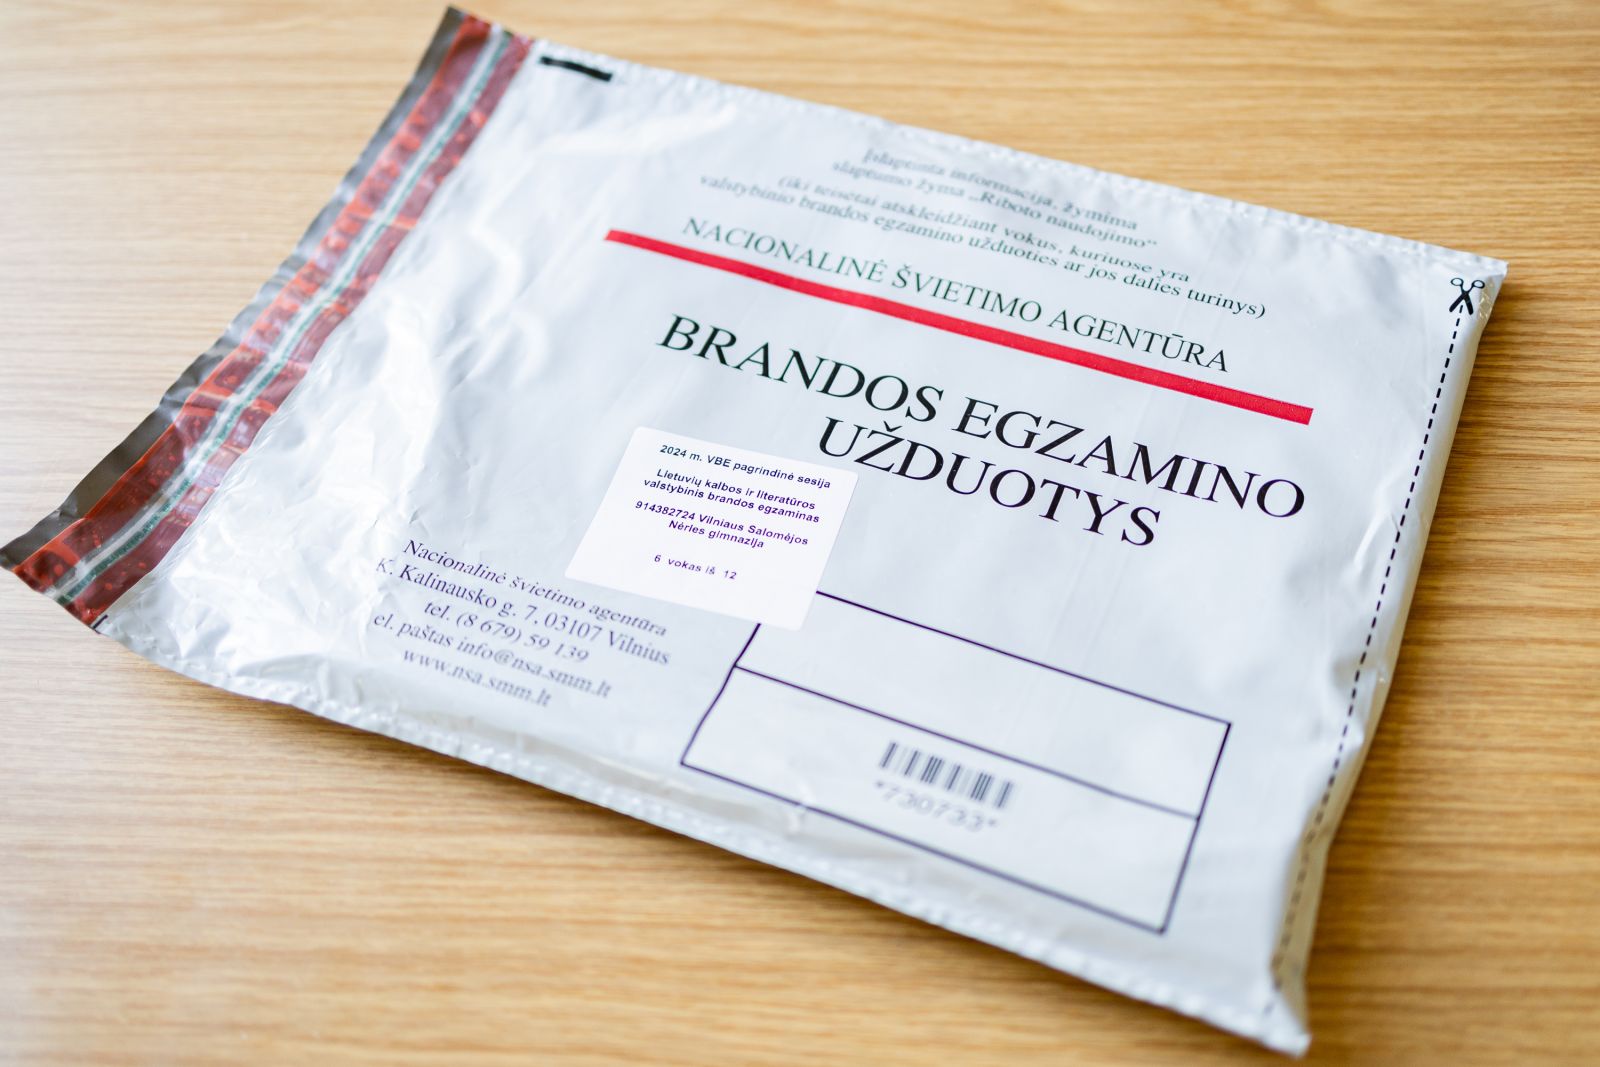 Įslaptinta informacija, žymima
slaptumo žyma „Riboto naudojimo“
(iki teisėtai atskleidžiant vokus, kuriuose yra
valstybinio brandos egzamino užduoties ar jos dalies turinys)
NACIONALINĖ ŠVIETIMO AGENTŪRA
BRANDOS EGZAMINO
UŽDUOTYS
2024 m. VBE pagrindinė sesija
Lietuvių kalbos ir literatūros
valstybinis brandos egzaminas
914382724 Vilniaus Salomėjos
Nėries gimnazija
6 vokas iš 12
Nacionalinė švietimo agentūra
K. Kalinausko g. 7, 03107 Vilnius
tel. (8 679) 59 139
el. paštas info@nsa.smm.lt
www.nsa.smm.lt
*730733*